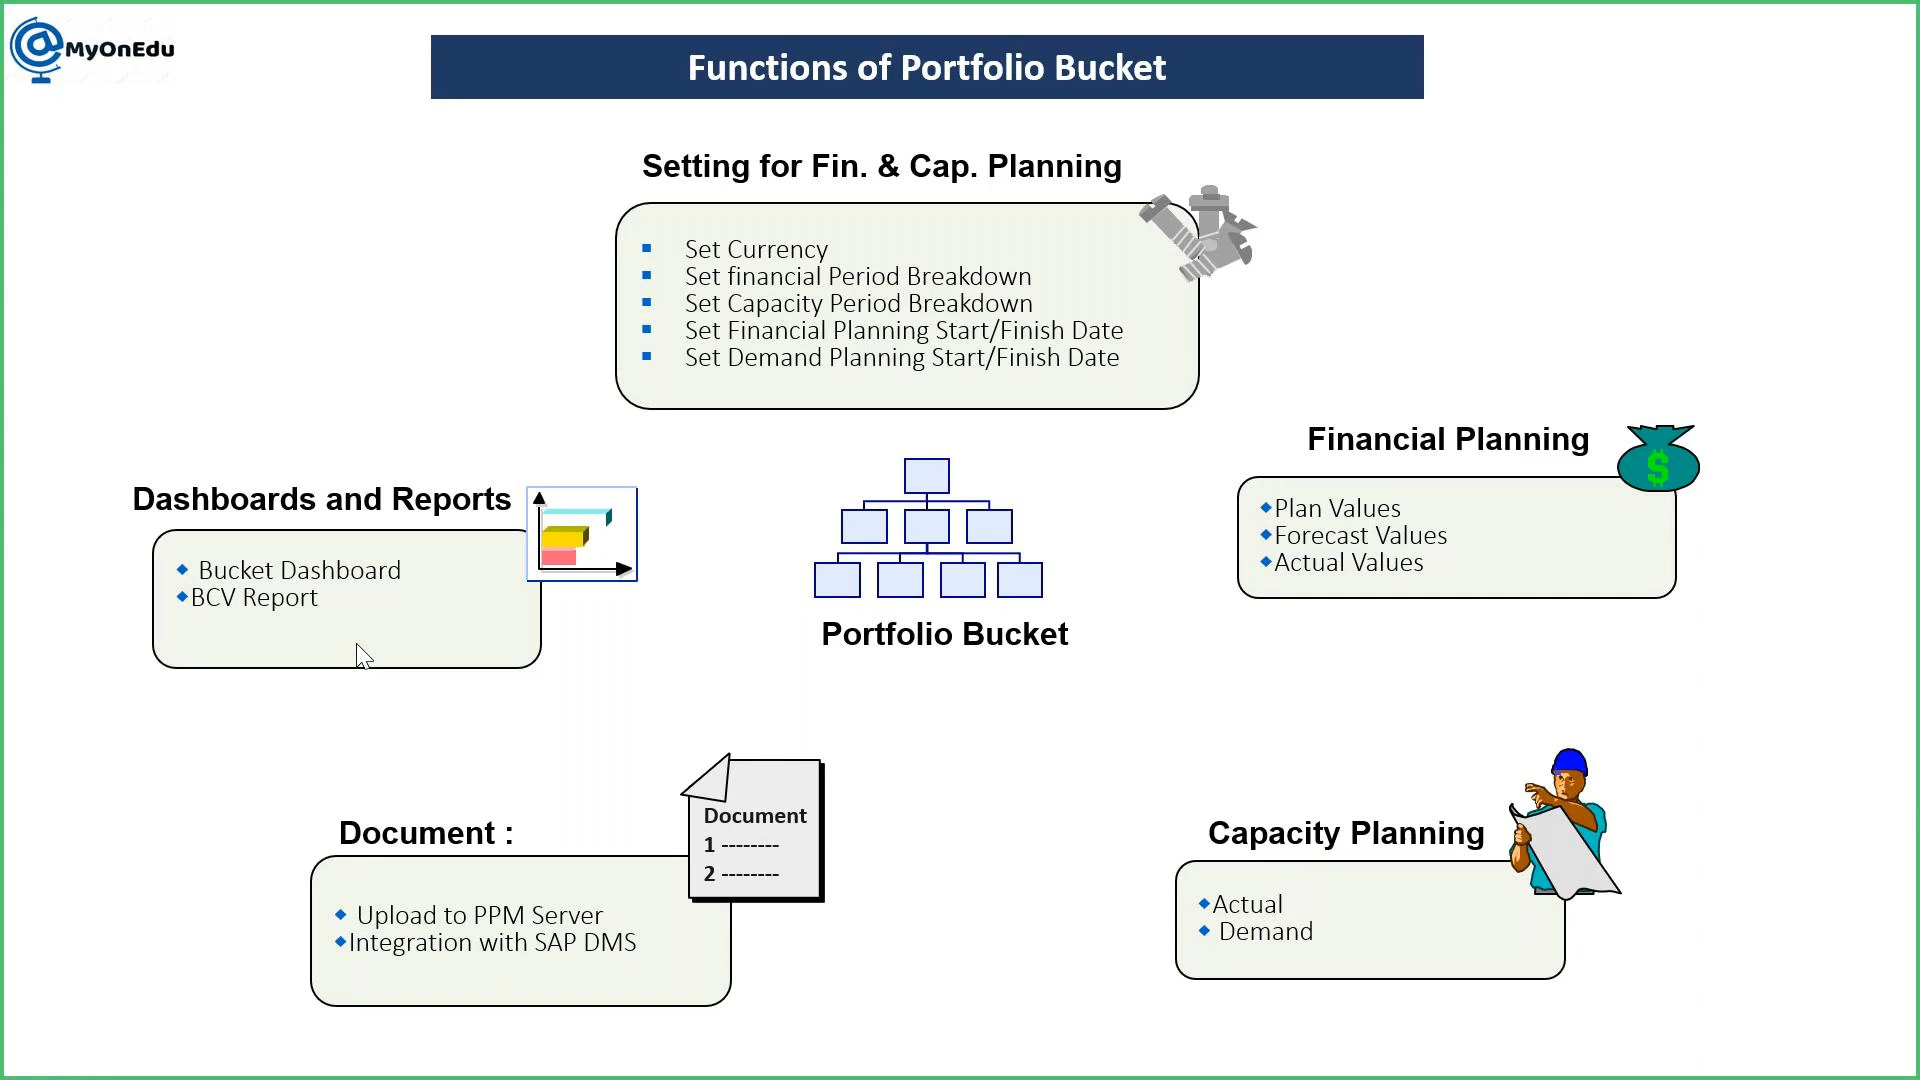 MyOnEdu
Functions of Portfolio Bucket
Setting for Fin. & Cap. Planning
Set Currency
Set financial Period Breakdown
Set Capacity Period Breakdown
Set Financial Planning Start/Finish Date
Set Demand Planning Start/Finish Date
Financial Planning
$
Plan Values
Forecast Values
Actual Values
Dashboards and Reports
Bucket Dashboard
BCV Report
Portfolio Bucket
Document :
Document
1 --------
2 --------
Upload to PPM Server
Integration with SAP DMS
Capacity Planning
Actual
Demand